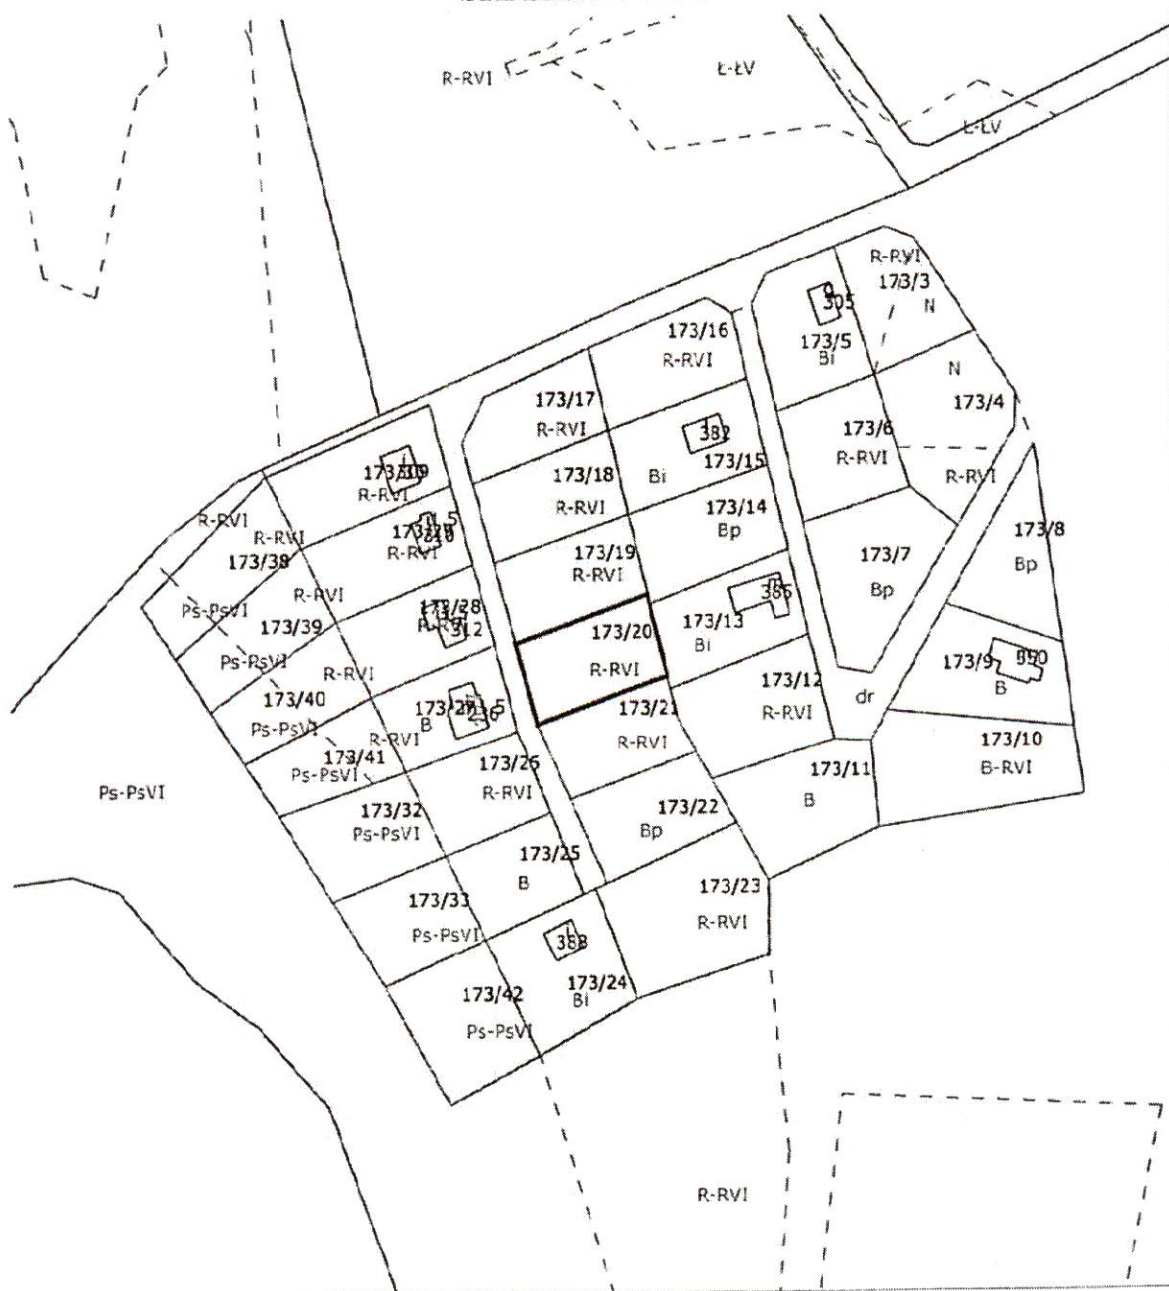 R-RVI
Ł-ŁV
Ł-ŁV
R-RVI
173/3
N
305
173/5
Bi
173/16
R-RVI
N
173/4
173/17
R-RVI
173/6
R-RVI
382
173/15
Bi
173/18
R-RVI
R-RVI
R-RVI
R-RVI
R-RVI
173/14
Bp
173/8
Bp
R-RVI
173/38
173/19
R-RVI
173/7
Bp
173/28
312
385
R-RVI
Ps-PsVI
173/39
173/20
R-RVI
173/13
Bi
Ps-PsVI
R-RVI
173/9
B
173/12
R-RVI
dr
173/40
Ps-PsVI
B
173/21
R-RVI
R-RVI
173/41
Ps-PsVI
173/26
R-RVI
173/10
B-RVI
173/11
B
Ps-PsVI
173/32
Ps-PsVI
173/22
Bp
173/25
B
173/23
R-RVI
173/33
Ps-PsVI
388
173/24
Bi
173/42
Ps-PsVI
R-RVI